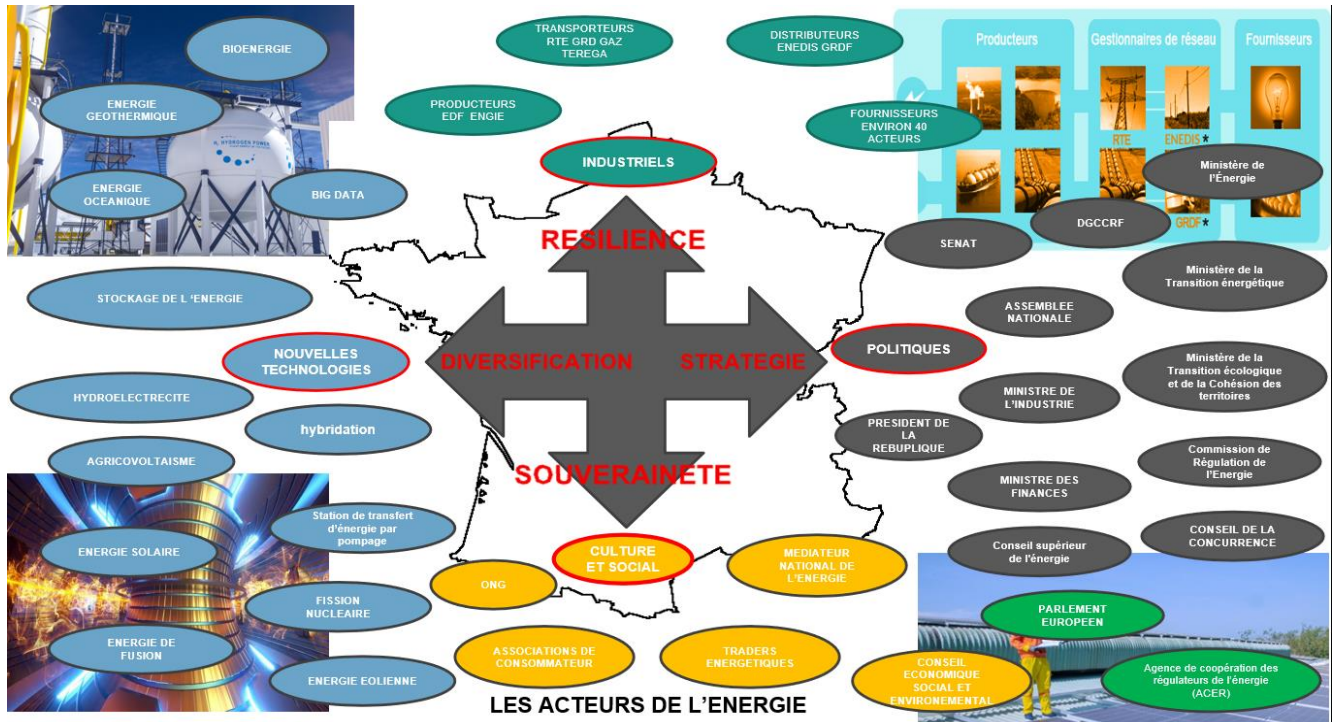 BIOENERGIE
ENERGIE
GEOTHERMIQUE
H₂ HYDROGEN POWER
ENERGIE
OCEANIQUE
BIG DATA
STOCKAGE DE L 'ENERGIE
NOUVELLES
TECHNOLOGIES
HYDROELECTRECITE
hybridation
AGRICOVOLTAISME
Station de transfert
d'énergie par
pompage
ENERGIE SOLAIRE
FISSION
NUCLEAIRE
ENERGIE DE
FUSION
ENERGIE EOLIENNE
TRANSPORTEURS
RTE GRD GAZ
TEREGA
DISTRIBUTEURS
ENEDIS GRDF
PRODUCTEURS
EDF ENGIE
FOURNISSEURS
ENVIRON 40
ACTEURS
INDUSTRIELS
RESILIENCE
DIVERSIFICATION
STRATEGIE
SOUVERAINETE
Producteurs
Gestionnaires de réseau
Fournisseurs
RTE
ENEDIS*
GRDF*
Ministère de
l'Énergie
DGCCRF
SENAT
Ministère de la
Transition énergétique
ASSEMBLEE
NATIONALE
POLITIQUES
Ministère de la
Transition écologique
et de la Cohésion des
territoires
MINISTRE DE
L'INDUSTRIE
PRESIDENT DE
LA
REBUPLIQUE
Commission de
Régulation de
l'Energie
MINISTRE DES
FINANCES
CONSEIL DE LA
CONCURRENCE
Conseil supérieur
de l'énergie
CULTURE
ET SOCIAL
MEDIATEUR
NATIONAL DE
L'ENERGIE
ONG
ASSOCIATIONS DE
CONSOMMATEUR
TRADERS
ENERGETIQUES
CONSEIL
ECONOMIQUE
SOCIAL ET
ENVIRONEMENTAL
PARLEMENT
EUROPEEN
Agence de coopération des
régulateurs de l'énergie
(ACER)
LES ACTEURS DE L'ENERGIE